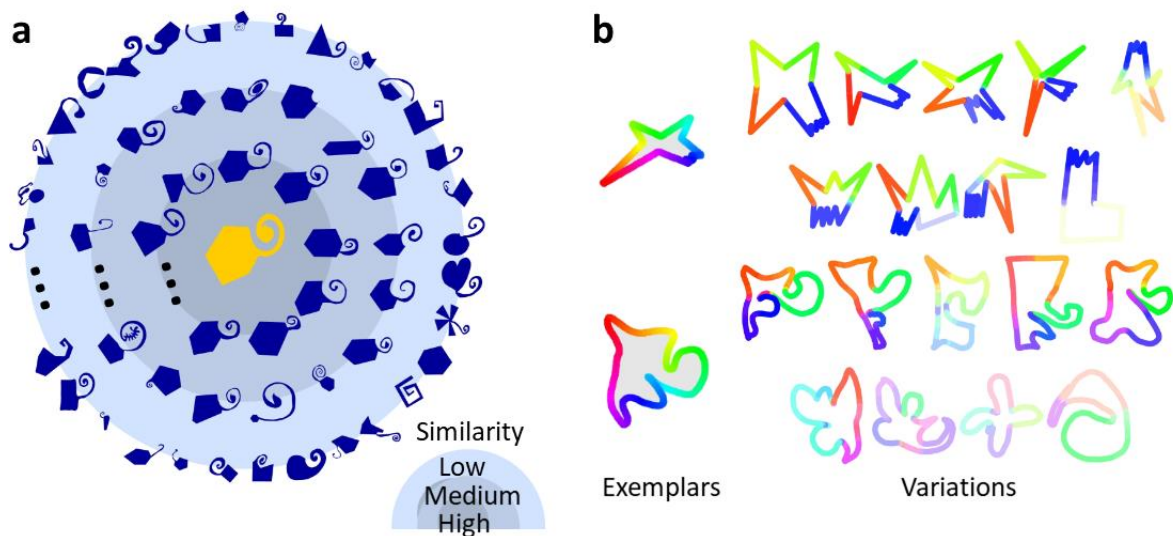 a
b
Similarity
Low
Medium
High
Exemplars
Variations